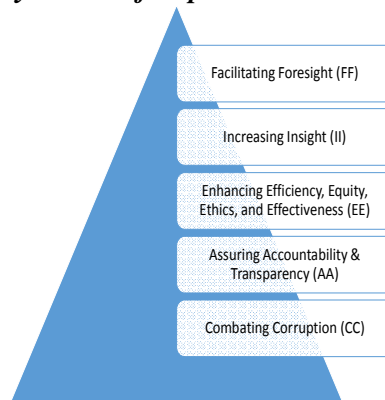 Facilitating Foresight (FF)
Increasing Insight (II)
Enhancing Efficiency, Equity,
Ethics, and Effectiveness (EE)
Assuring Accountability &
Transparency (AA)
Combating Corruption (CC)